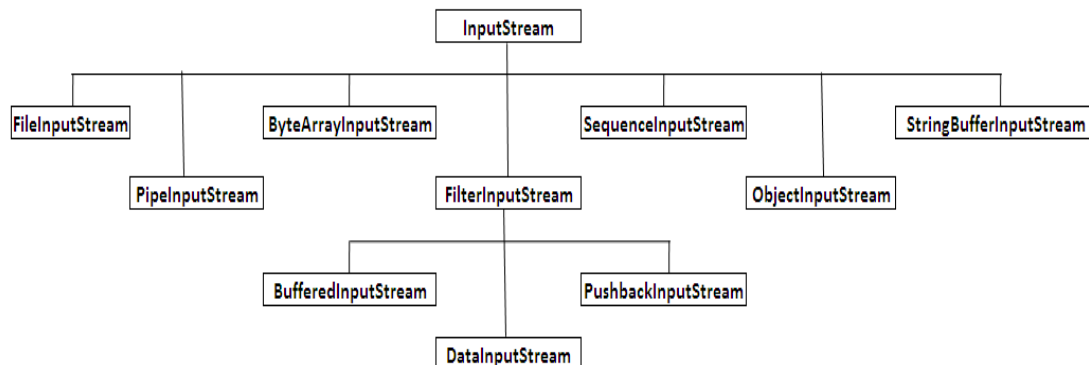 InputStream
FileInputStream
ByteArrayInputStream
SequenceInputStream
StringBufferInputStream
PipeInputStream
FilterInputStream
ObjectInputStream
BufferedInputStream
PushbackInputStream
DataInputStream